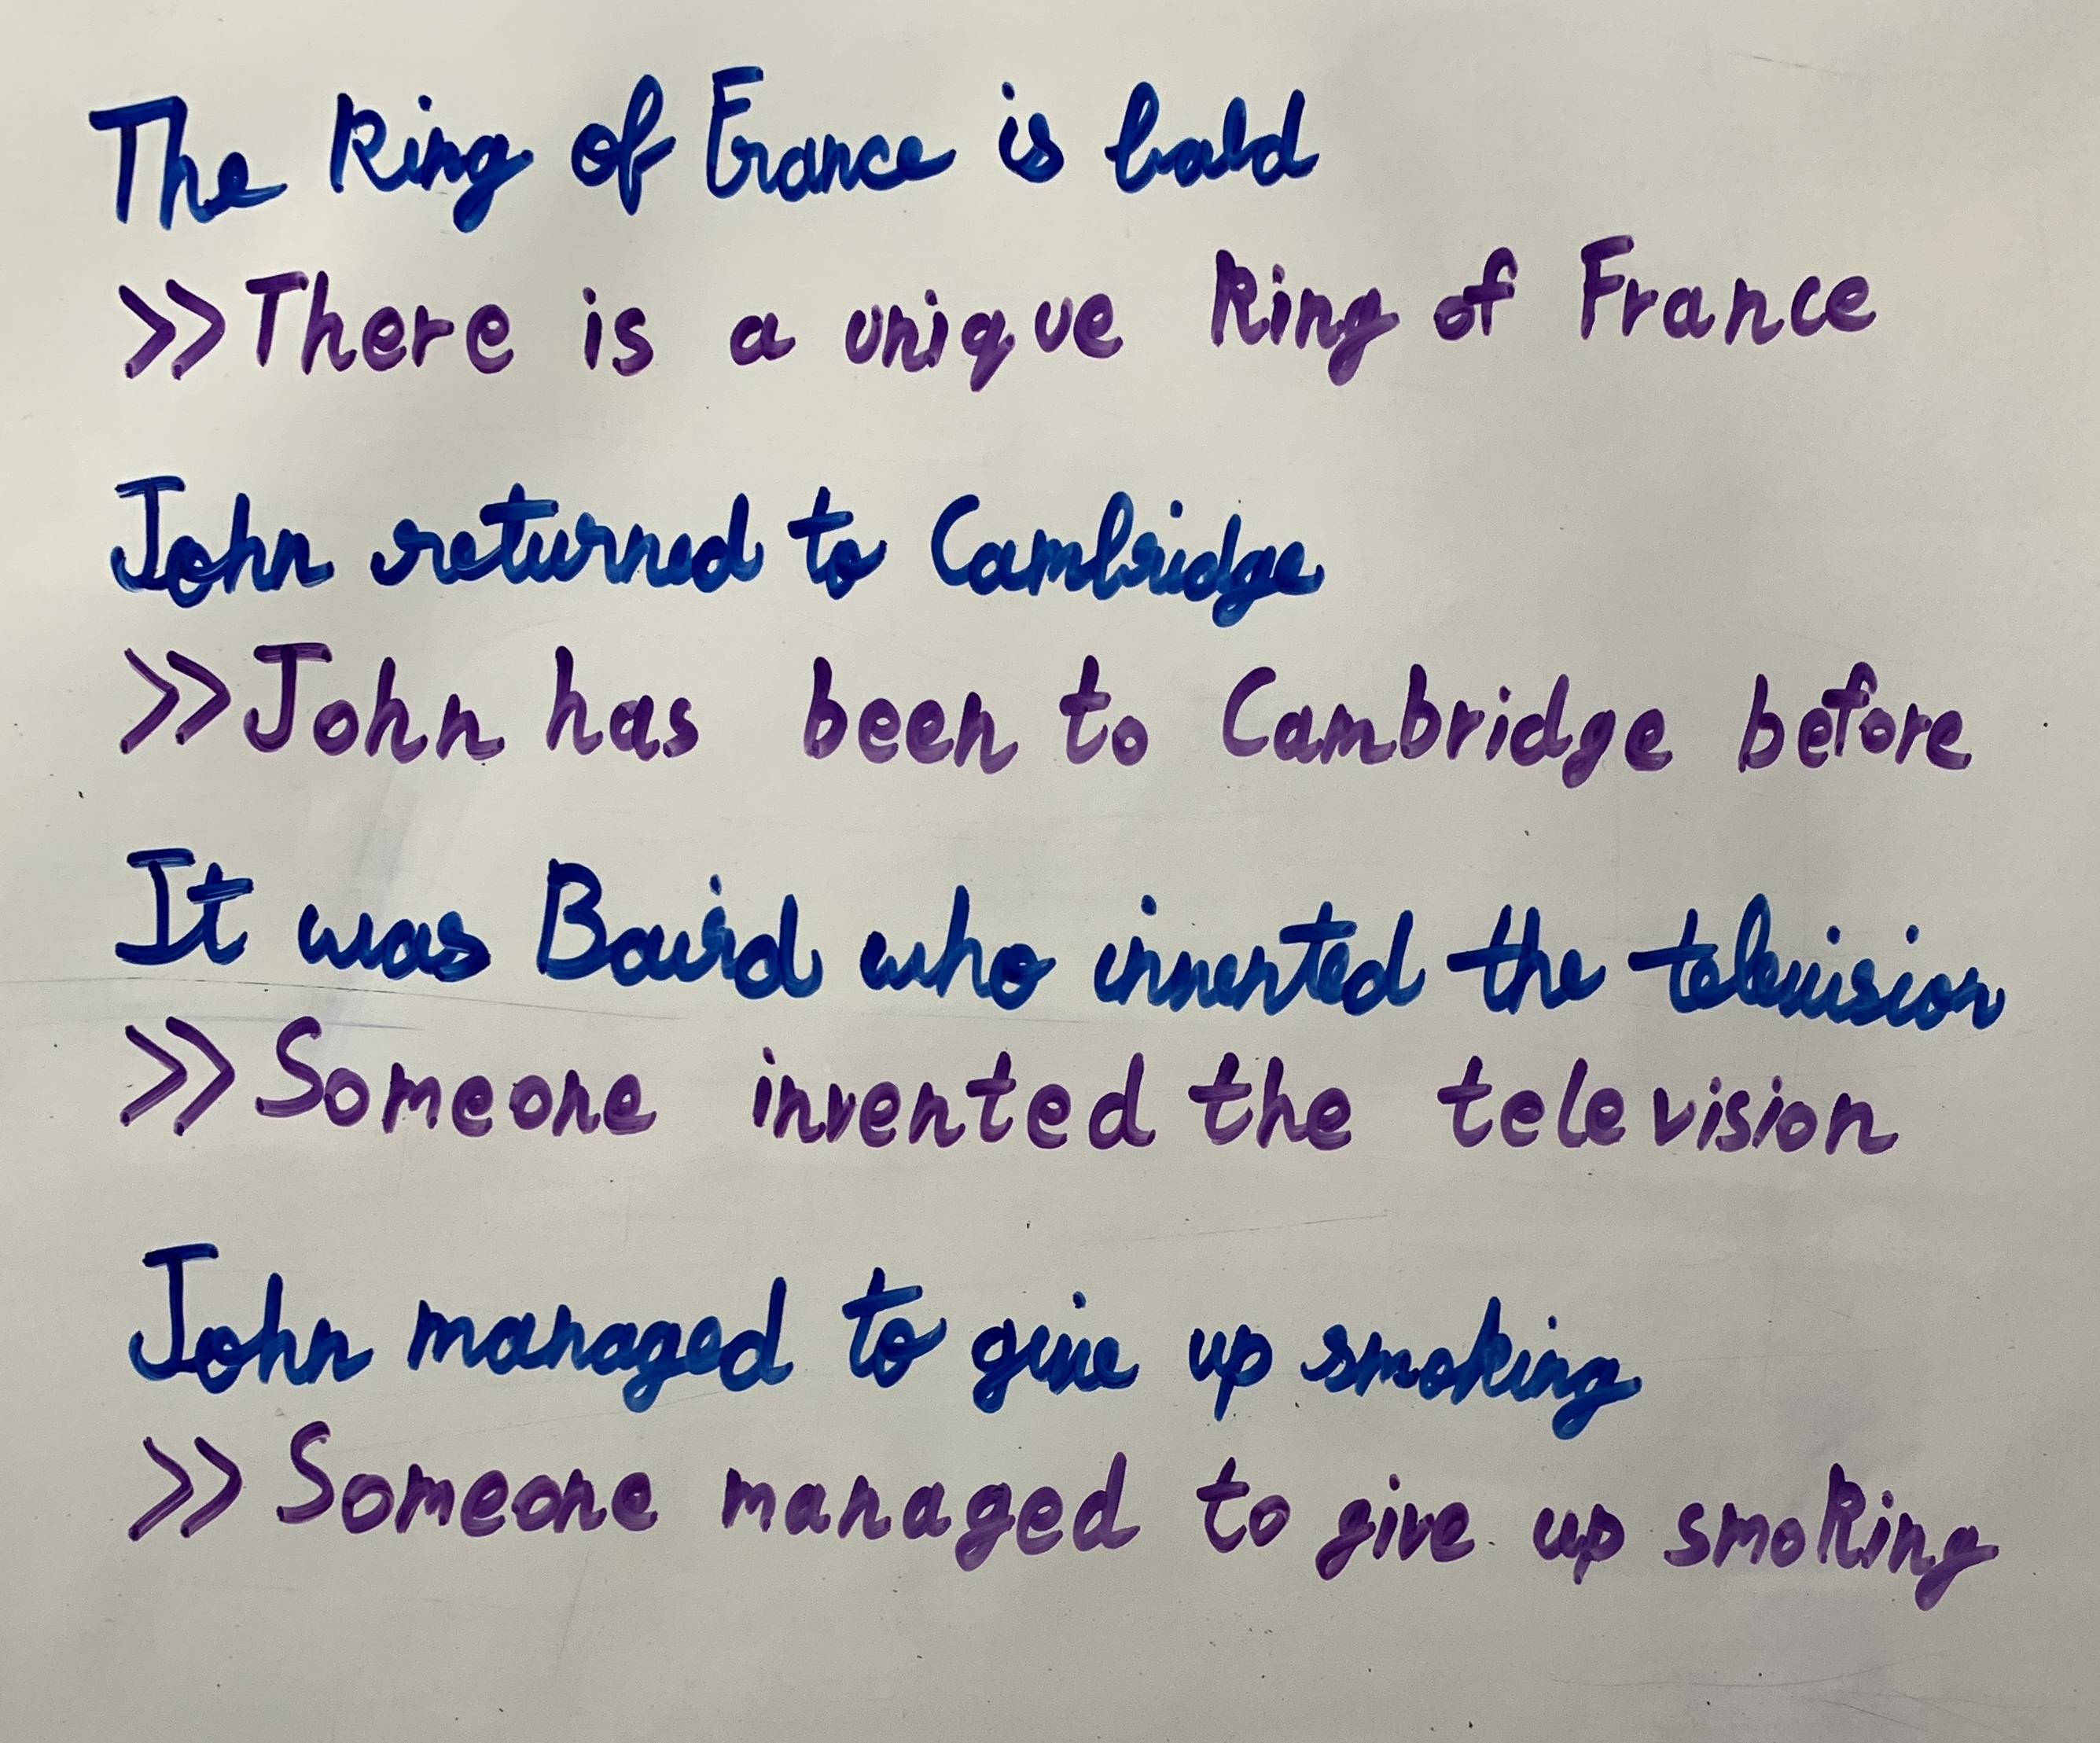 The King of France is bald
>>There is a unique King of France
John returned to Cambridge
>>John has been to Cambridge before
It was Baird who invented the television
>>Someone invented the television
John managed to give up smoking
>>Someone managed to give up smoking